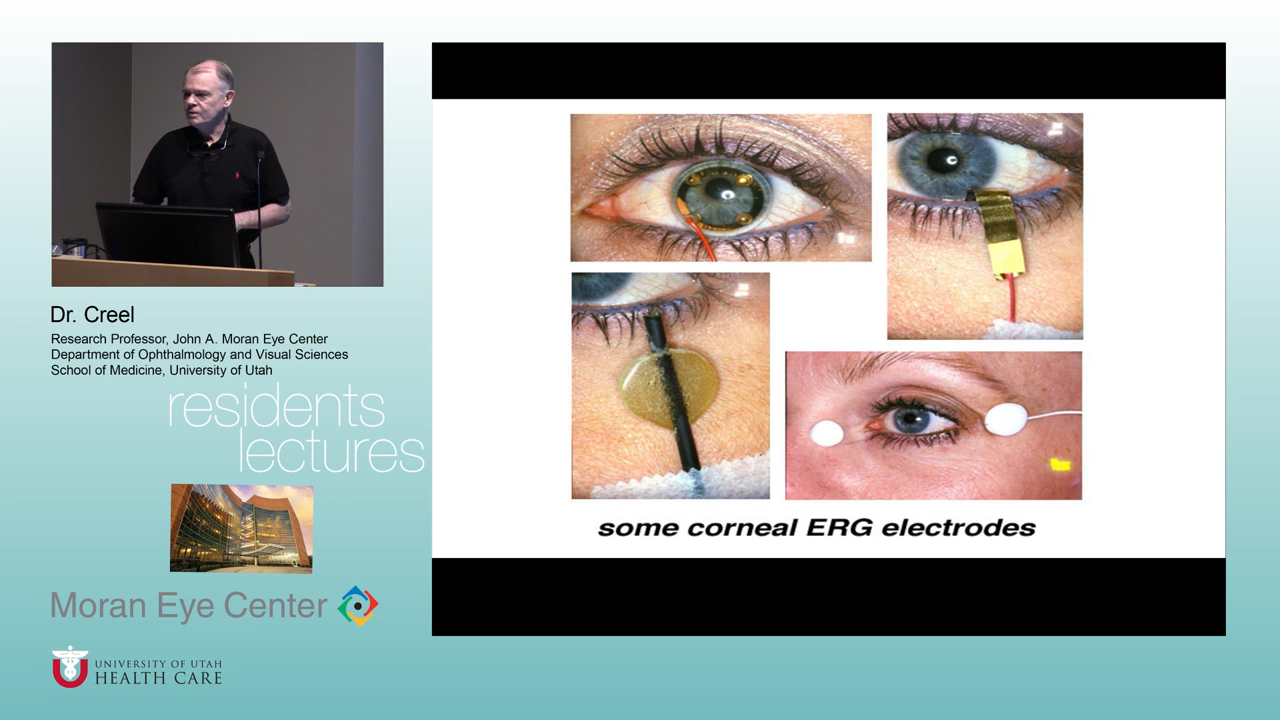 Dr. Creel
Research Professor, John A. Moran Eye Center
Department of Ophthalmology and Visual Sciences
School of Medicine, University of Utah
residents
lectures
Moran Eye Center
UNIVERSITY OF UTAH
HEALTH CARE
some corneal ERG electrodes